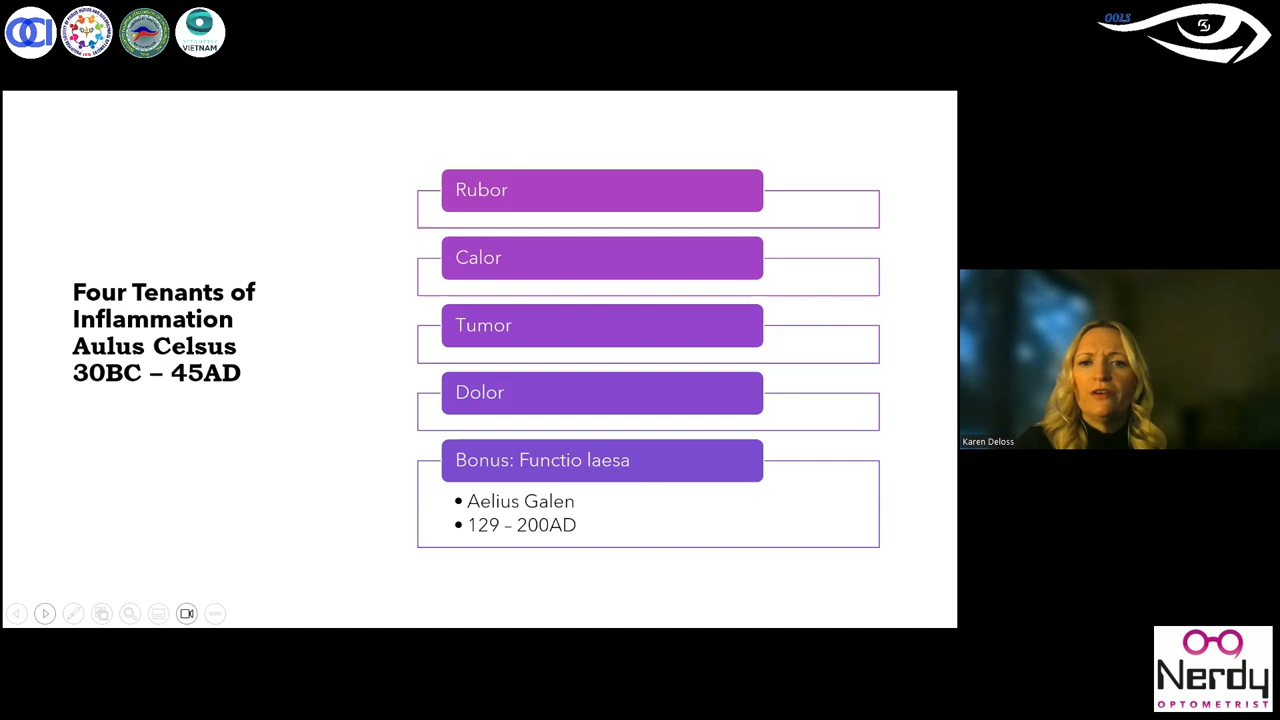 OCI
VIETNAM
OOLS
Rubor
Calor
Four Tenants of
Inflammation
Aulus Celsus
30BC – 45AD
Tumor
Dolor
Bonus: Functio laesa
• Aelius Galen
• 129 – 200AD
Karen Deloss
Nerdy
OPTOMETRIST